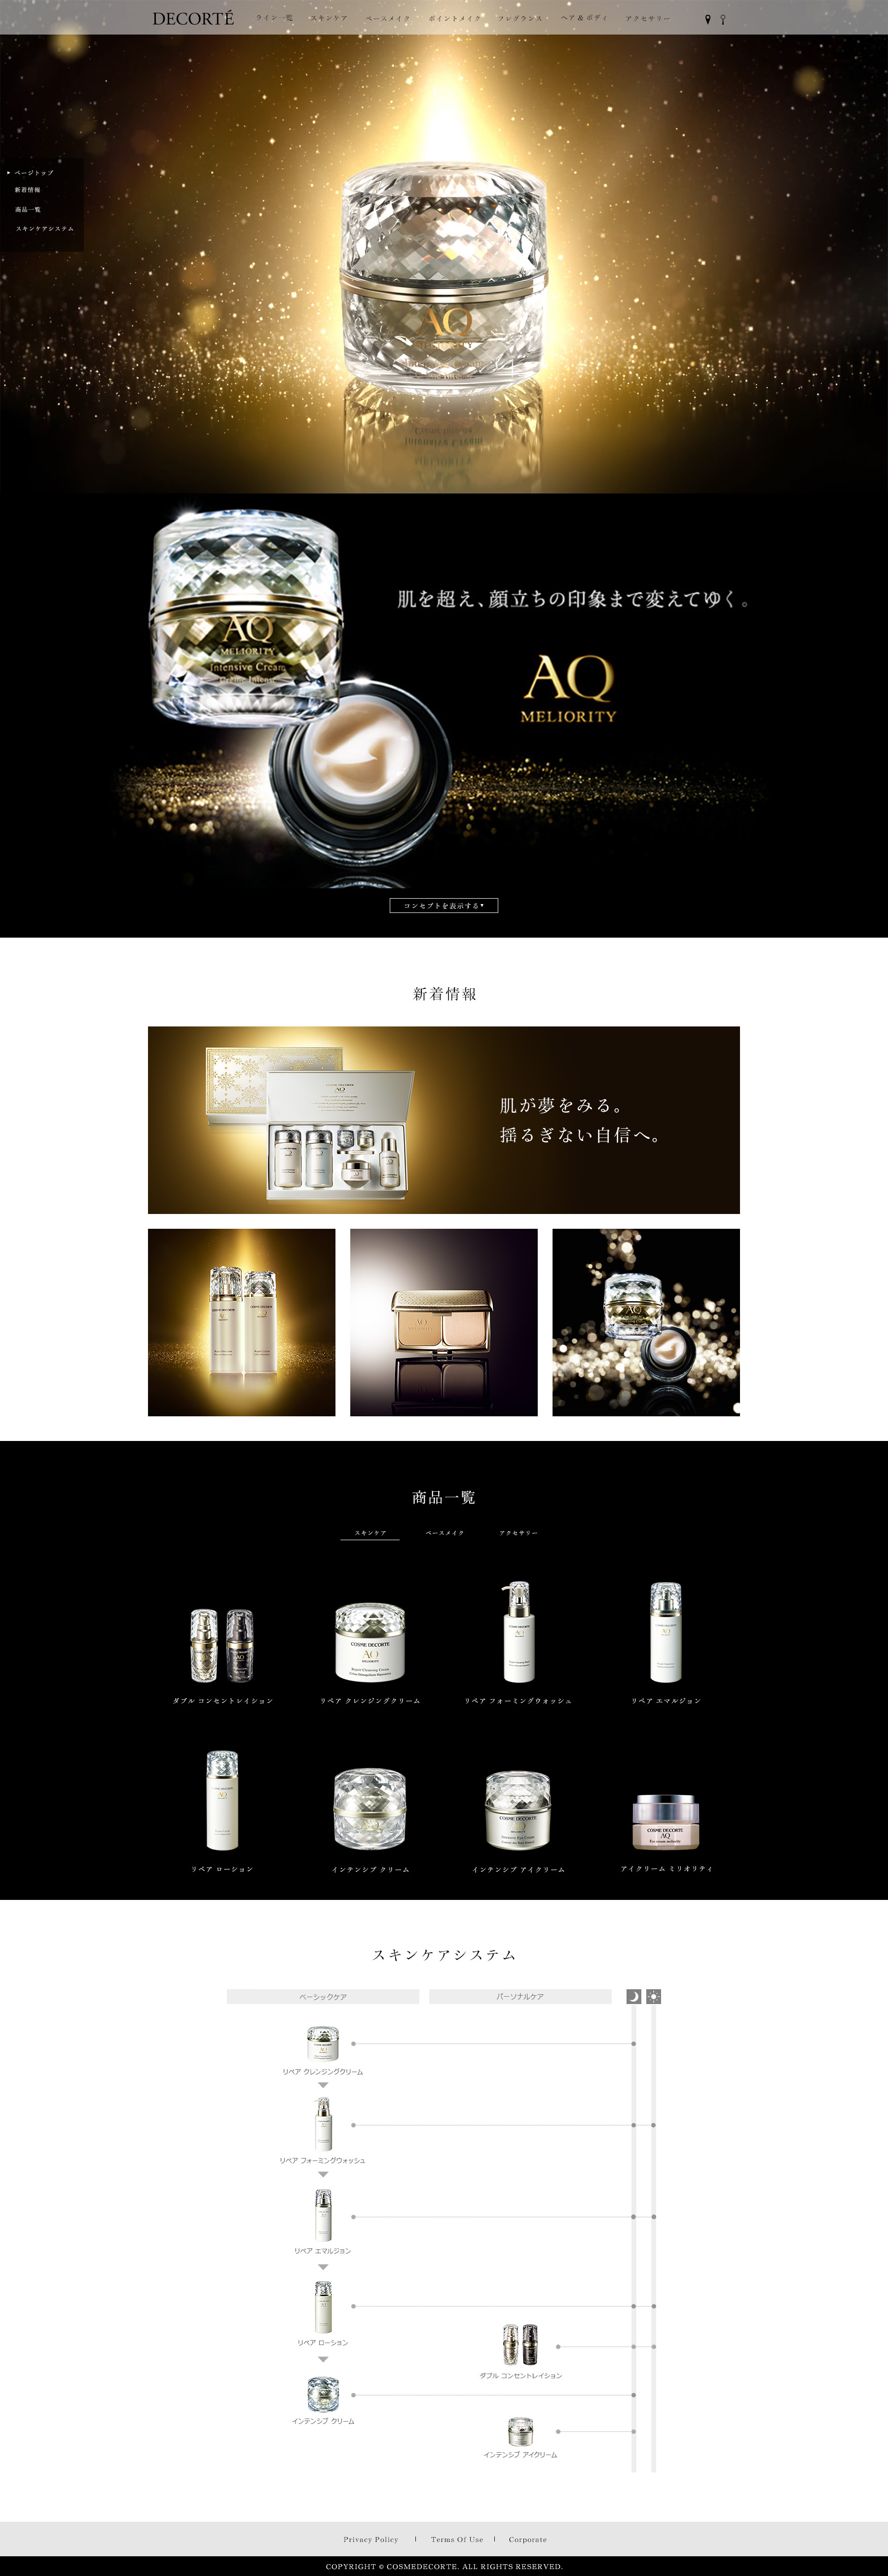 DECORTÉ
ライン一覧 スキンケア ベースメイク ポイントメイク フレグランス ヘア & ボディ アクセサリー
ページトップ
新着情報
商品一覧
スキンケアシステム
AQ
AQ
MELIORITY
Intensive Cream
肌を超え、顔立ちの印象まで変えてゆく。
AQ
MELIORITY
コンセプトを表示する▼
新着情報
肌が夢をみる。
揺るぎない自信へ。
商品一覧
スキンケア ベースメイク アクセサリー
COSME DECORTE
AQ
MELIORITY
ダブル コンセントレイション リペア クレンジングクリーム リペア フォーミングウォッシュ リペア エマルジョン
COSME DECORTE
AQ
リペア ローション インテンシブ クリーム インテンシブ アイクリーム アイクリーム ミリオリティ
スキンケアシステム
ベーシックケア パーソナルケア
リペア クレンジングクリーム
リペア フォーミングウォッシュ
リペア エマルジョン
リペア ローション
ダブル コンセントレイション
インテンシブ クリーム
インテンシブ アイクリーム
Privacy Policy | Terms Of Use | Corporate
COPYRIGHT © COSMEDECORTE. ALL RIGHTS RESERVED.